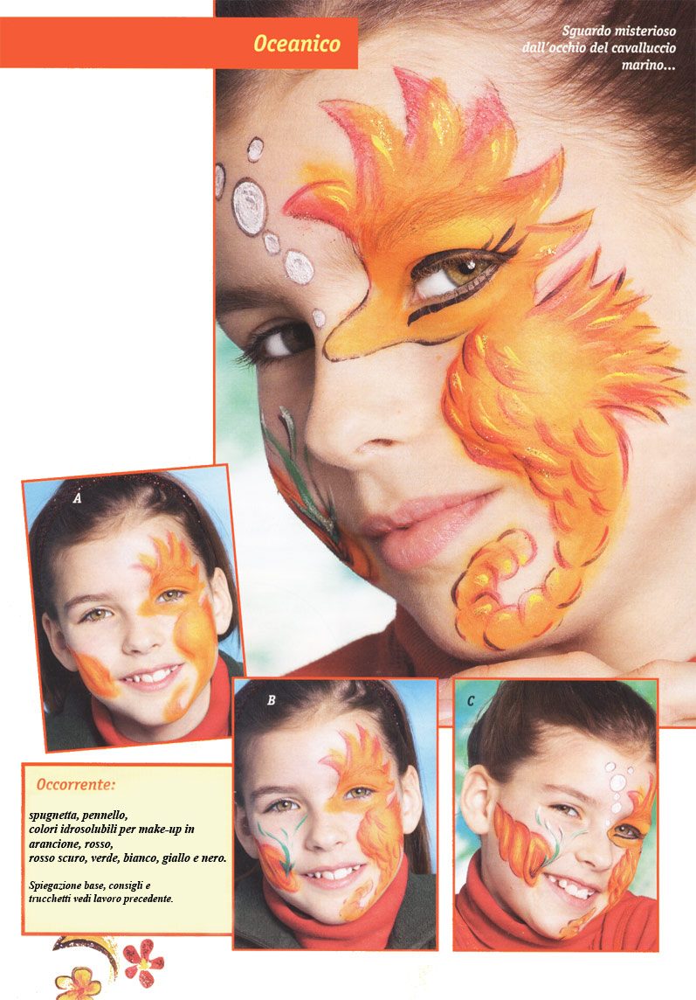 Oceanico
Sguardo misterioso
dall'occhio del cavalluccio
marino...
A
B
C
Occorrente:
spugnetta, pennello,
colori idrosolubili per make-up in
arancione, rosso,
rosso scuro, verde, bianco, giallo e nero.
Spiegazione base, consigli e
trucchetti vedi lavoro precedente.